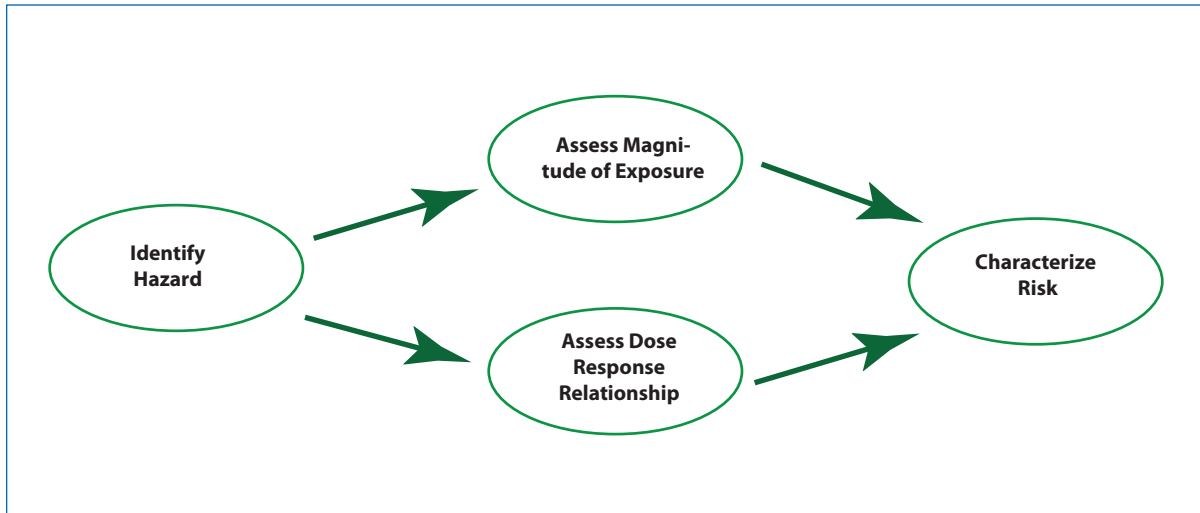 Assess Magni-
tude of Exposure
Identify
Hazard
Characterize
Risk
Assess Dose
Response
Relationship